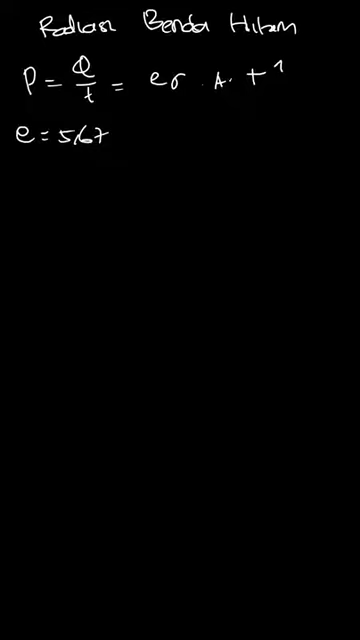 Radiasi Benda Hitam
P = Q/t = eσ . A. T⁴
e = 5,67